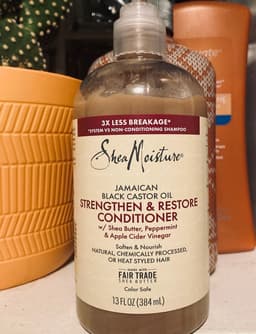 3X LESS BREAKAGE*
*SYSTEM VS NON-CONDITIONING SHAMPOO
SheaMoisture®
JAMAICAN
BLACK CASTOR OIL
STRENGTHEN & RESTORE
CONDITIONER
w/ Shea Butter, Peppermint
& Apple Cider Vinegar
Soften & Nourish
NATURAL, CHEMICALLY PROCESSED,
OR HEAT STYLED HAIR
MADE WITH
FAIR TRADE
SHEA BUTTER
Color Safe
13 FL OZ (384 mL)